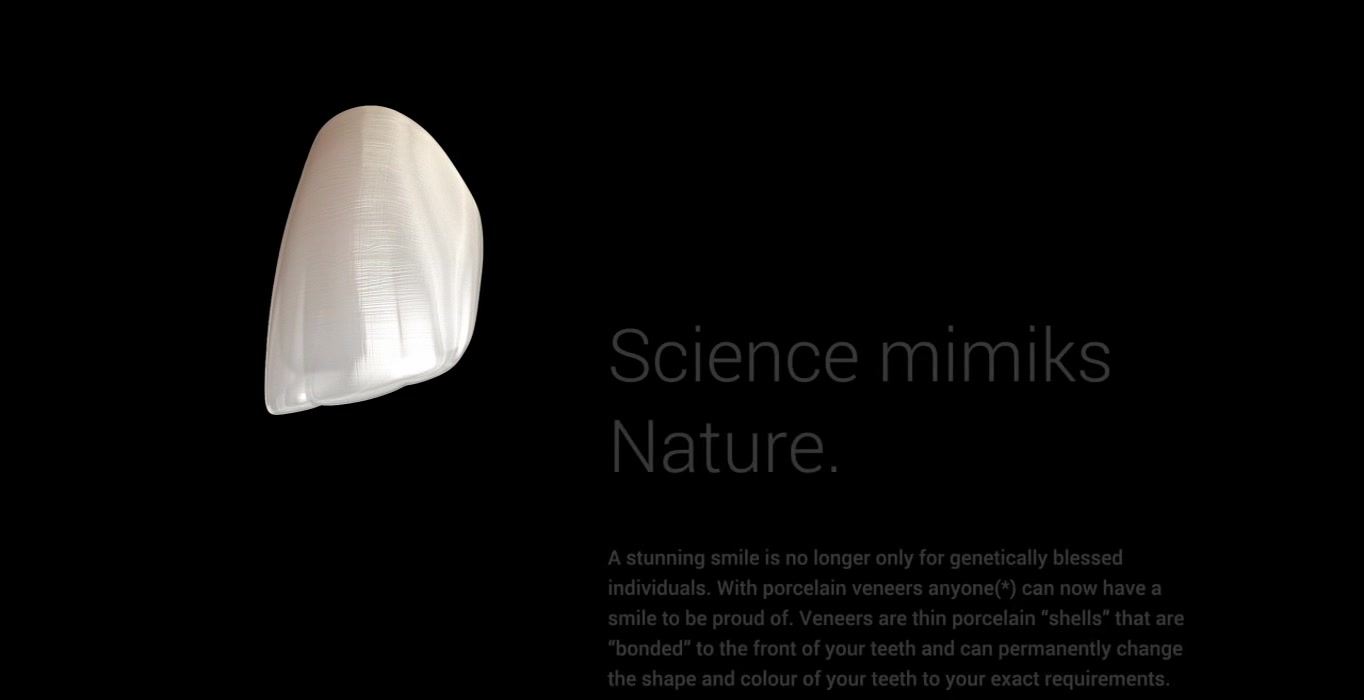 Science mimiks
Nature.
A stunning smile is no longer only for genetically blessed
individuals. With porcelain veneers anyone(*) can now have a
smile to be proud of. Veneers are thin porcelain “shells” that are
“bonded“ to the front of your teeth and can permanently change
the shape and colour of your teeth to your exact requirements.